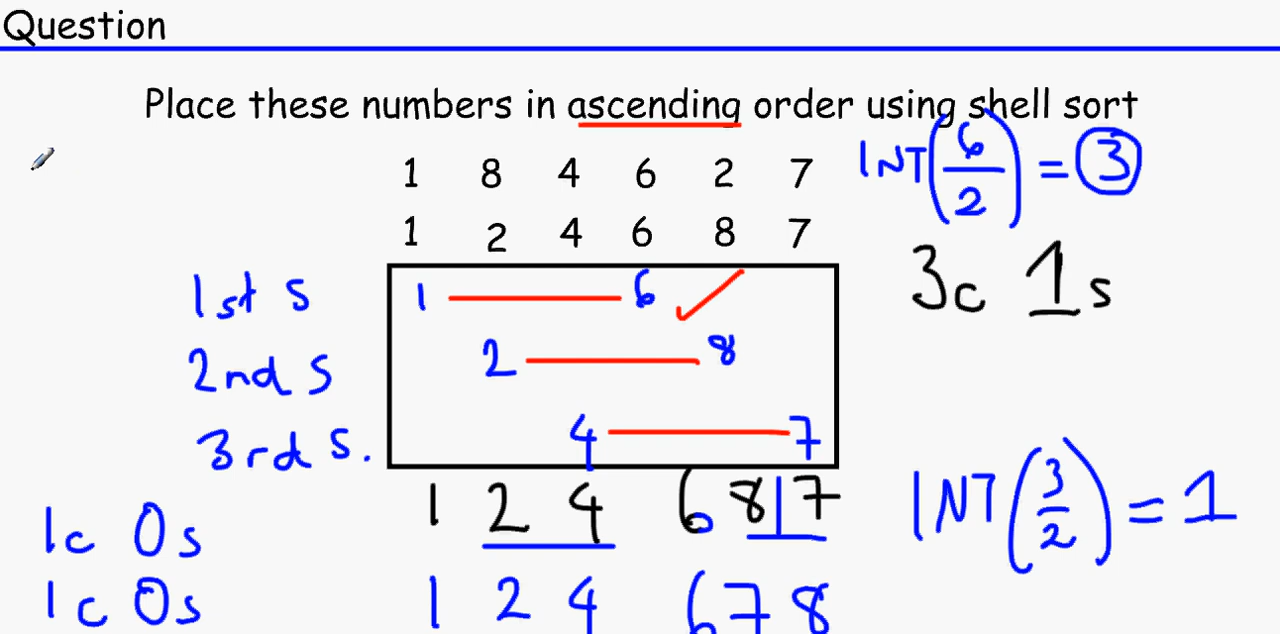 Question
Place these numbers in ascending order using shell sort
1 8 4 6 2 7
INT(6/2) = 3
1 2 4 6 8 7
3c 1s
1st s 1 6
2nd s 2 8
3rd s. 4 7
1 2 4 6 8 7
INT(3/2) = 1
1c 0s
1c 0s 1 2 4 6 7 8